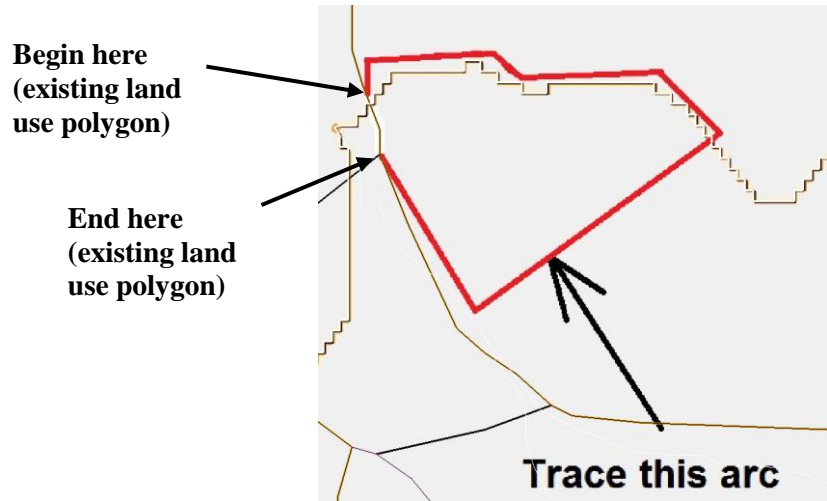 Begin here
(existing land
use polygon)
End here
(existing land
use polygon)
Trace this arc